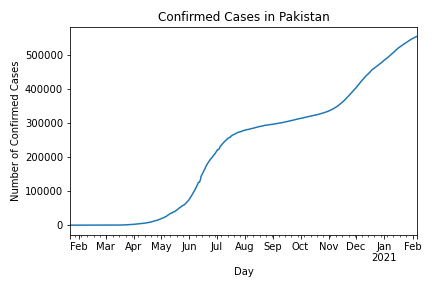 Confirmed Cases in Pakistan
Number of Confirmed Cases
500000
400000
300000
200000
100000
0
Feb Mar Apr May Jun Jul Aug Sep Oct Nov Dec Jan Feb
2021
Day